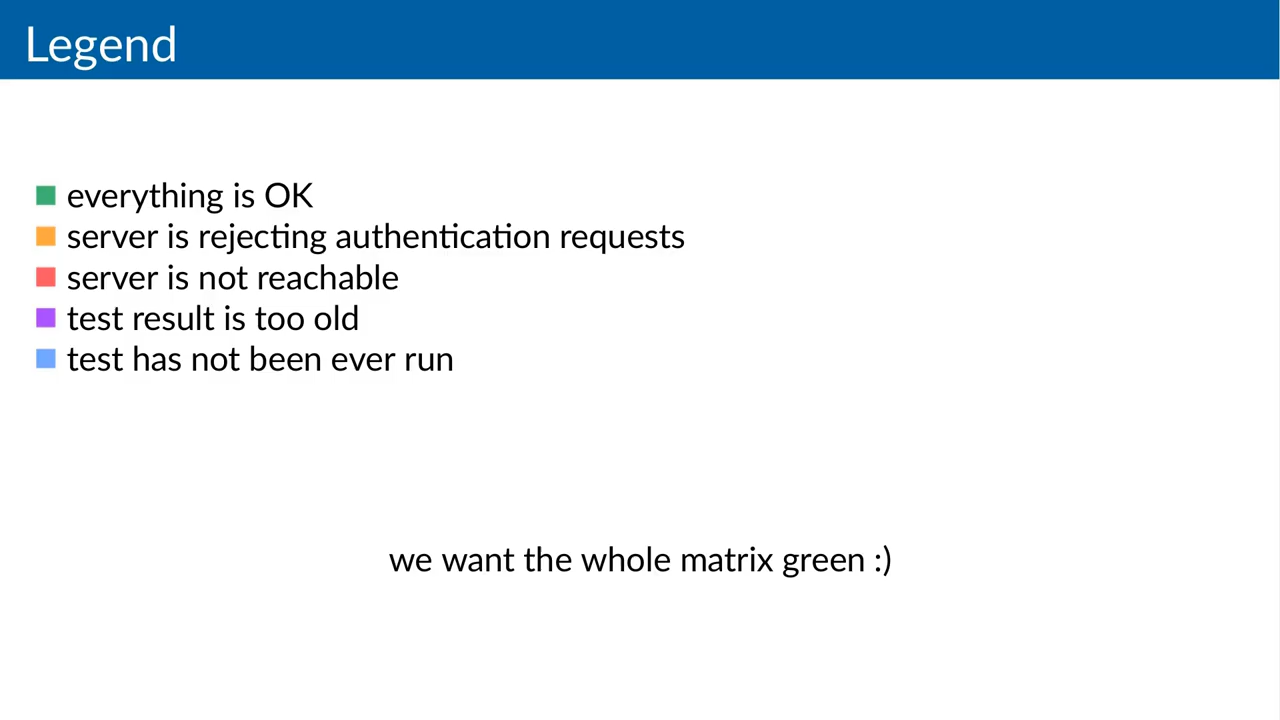 Legend
everything is OK
server is rejecting authentication requests
server is not reachable
test result is too old
test has not been ever run
we want the whole matrix green :)